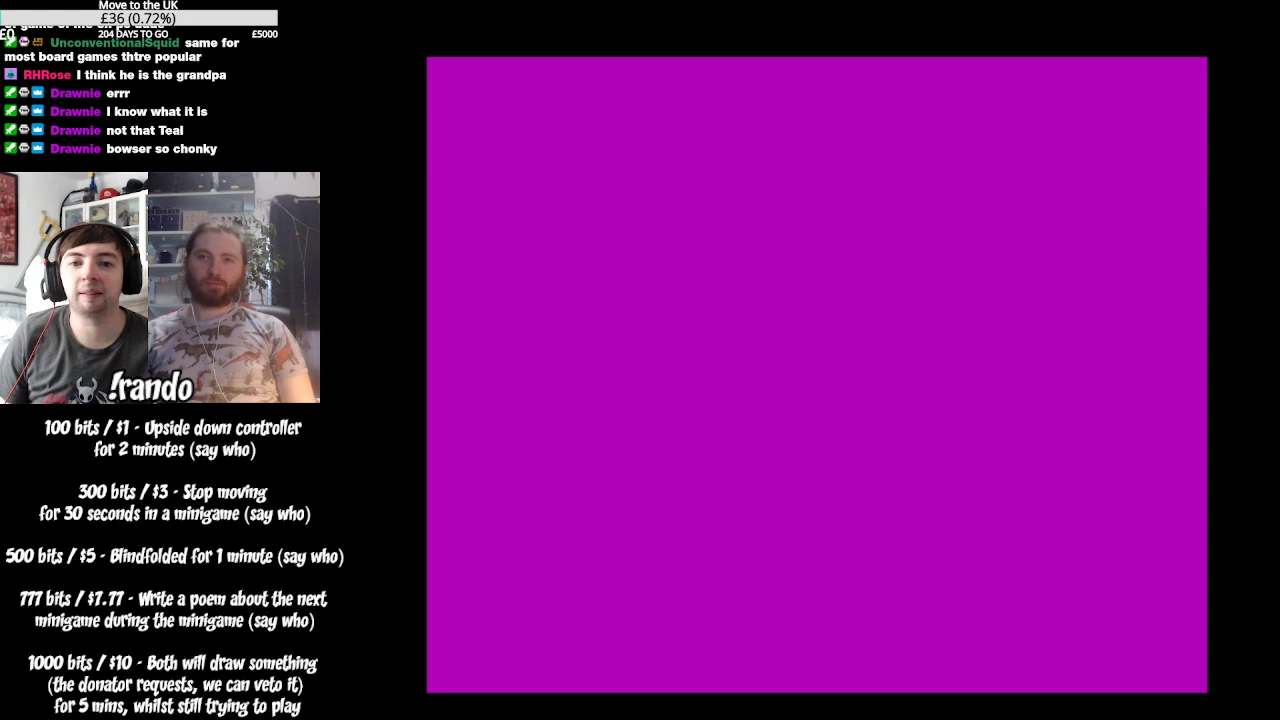 Move to the UK
£36 (0.72%)
£0
204 DAYS TO GO
£5000
UnconventionalSquid same for
most board games thtre popular
RHRose I think he is the grandpa
Drawnie errr
Drawnie I know what it is
Drawnie not that Teal
Drawnie bowser so chonky
!rando
100 bits / $1 - Upside down controller
for 2 minutes (say who)
300 bits / $3 - Stop moving
for 30 seconds in a minigame (say who)
500 bits / $5 - Blindfolded for 1 minute (say who)
777 bits / $7.77 - Write a poem about the next
minigame during the minigame (say who)
1000 bits / $10 - Both will draw something
(the donator requests, we can veto it)
for 5 mins, whilst still trying to play